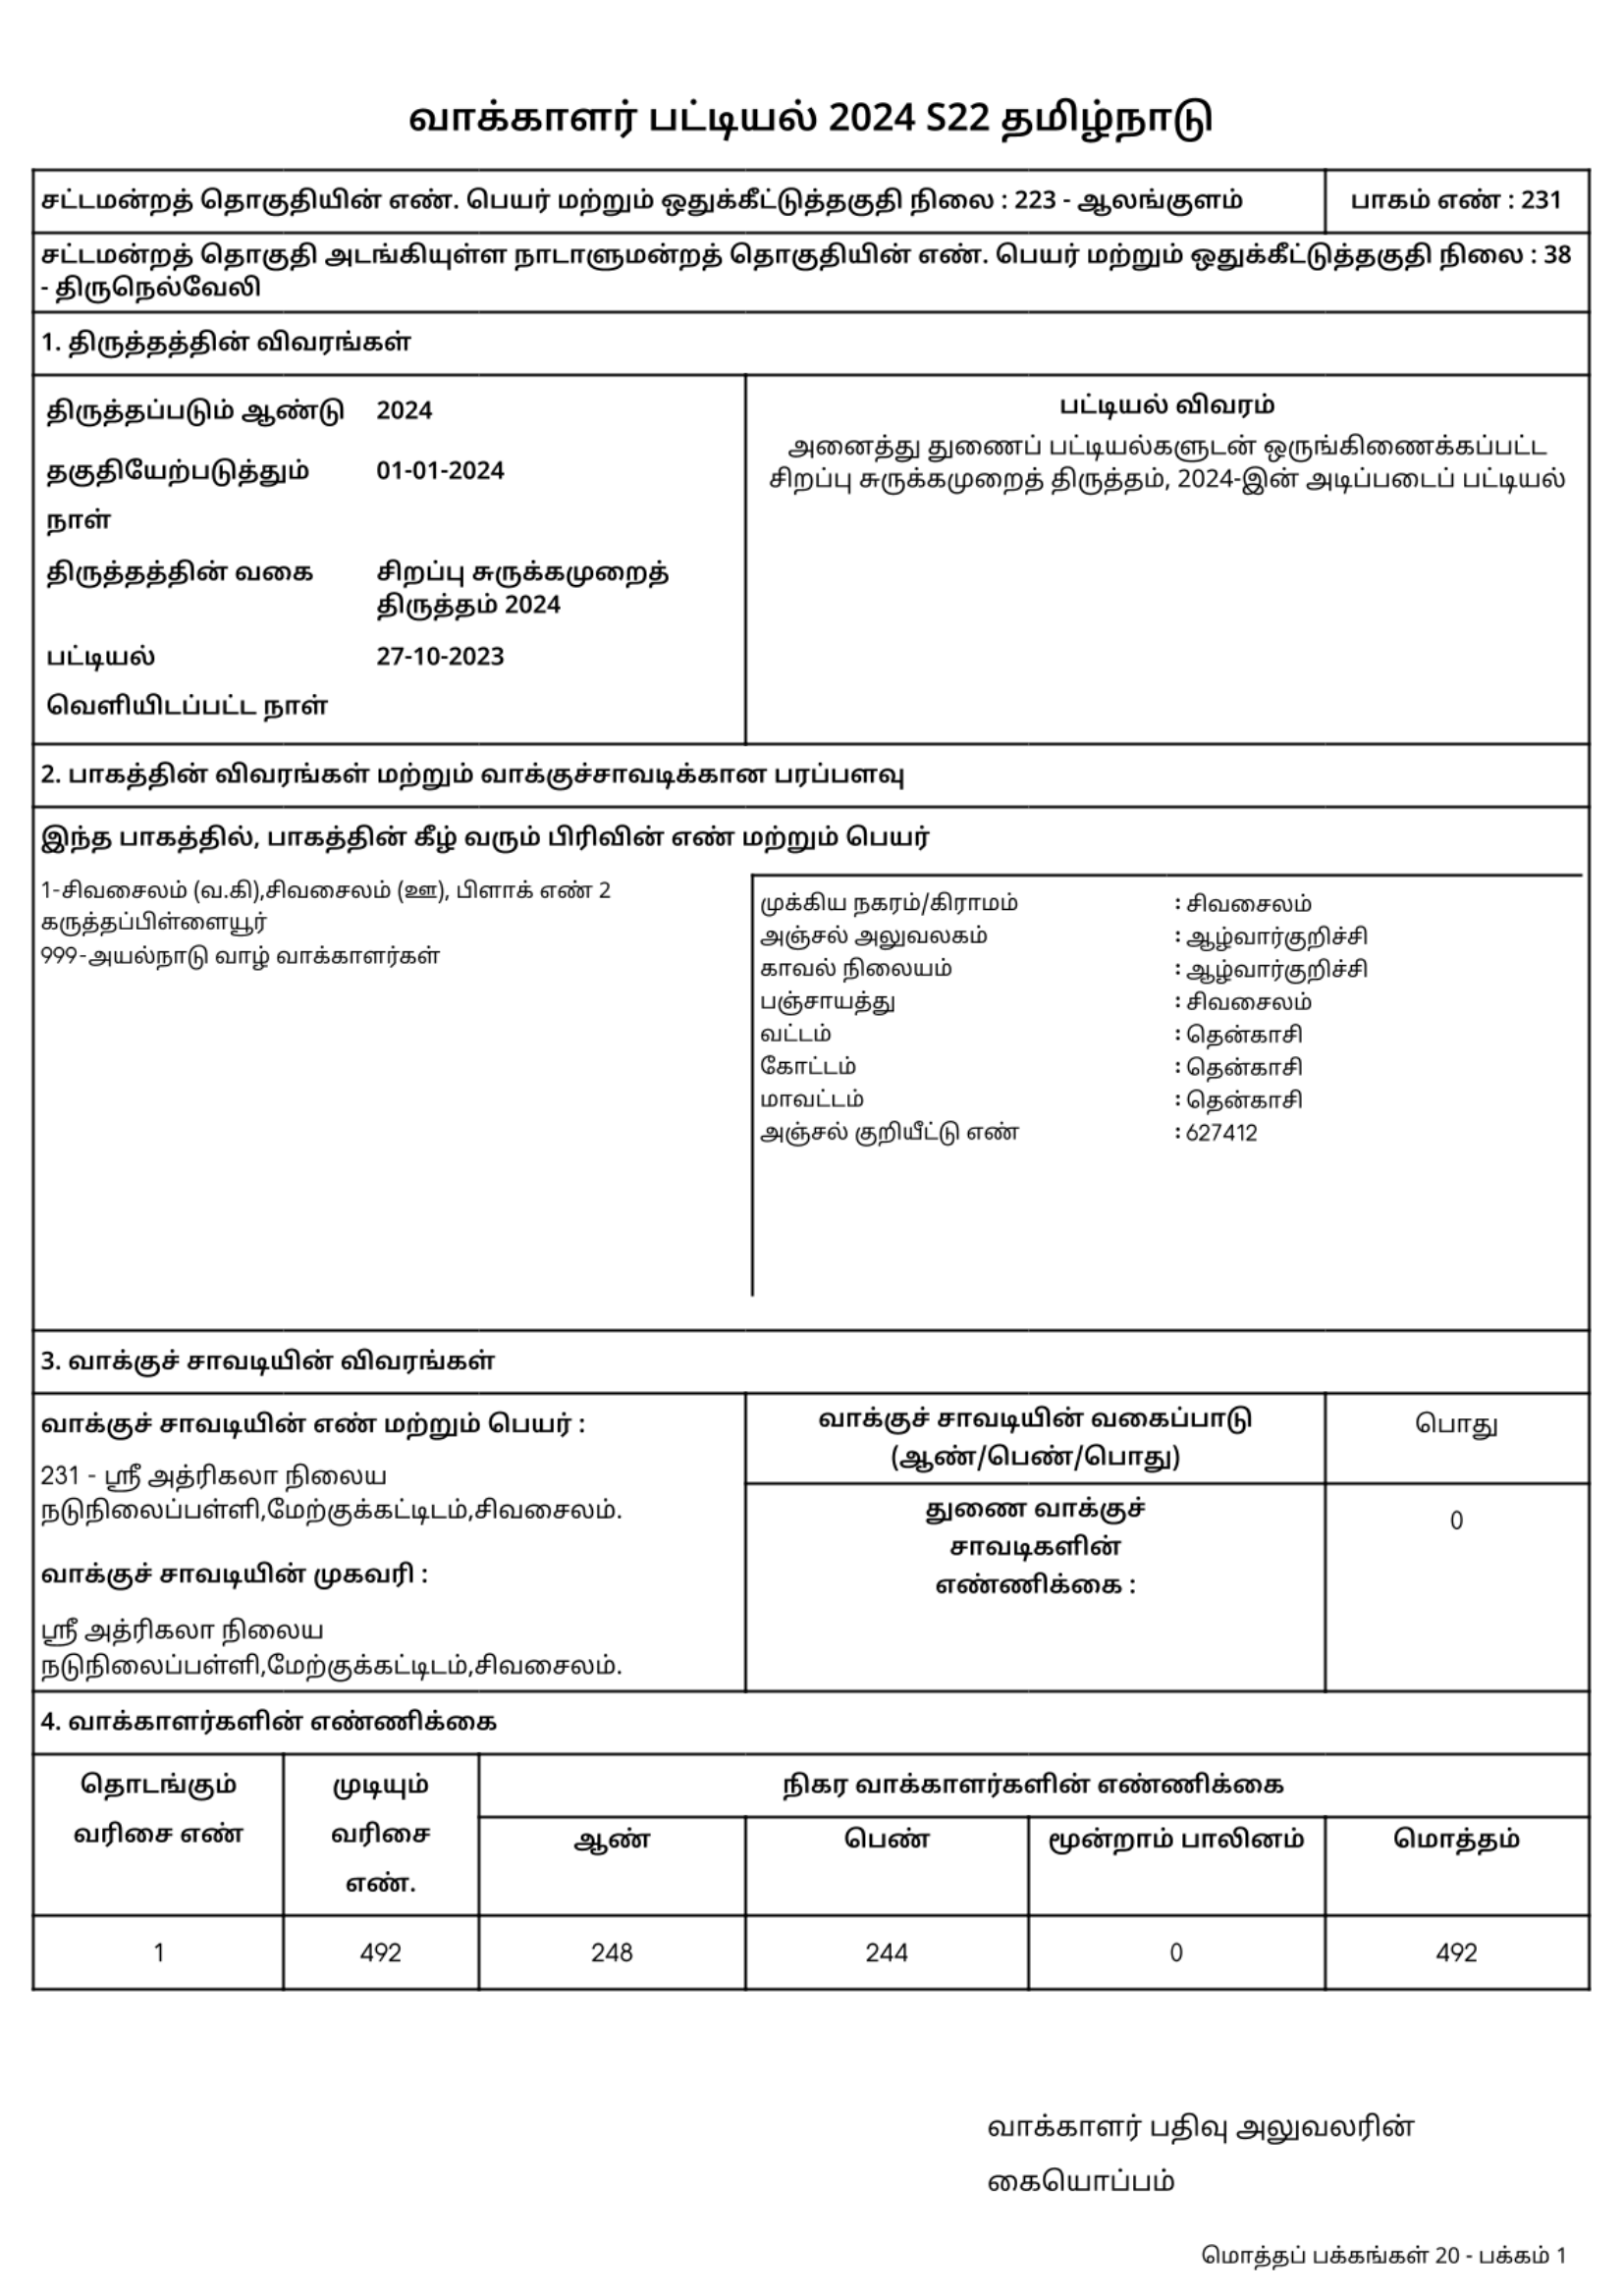 வாக்காளர் பட்டியல் 2024 S22 தமிழ்நாடு
சட்டமன்றத் தொகுதியின் எண். பெயர் மற்றும் ஒதுக்கீட்டுத்தகுதி நிலை : 223 - ஆலங்குளம்
பாகம் எண் : 231
சட்டமன்றத் தொகுதி அடங்கியுள்ள நாடாளுமன்றத் தொகுதியின் எண். பெயர் மற்றும் ஒதுக்கீட்டுத்தகுதி நிலை : 38
- திருநெல்வேலி
1. திருத்தத்தின் விவரங்கள்
திருத்தப்படும் ஆண்டு 2024
தகுதியேற்படுத்தும் 01-01-2024
நாள்
திருத்தத்தின் வகை சிறப்பு சுருக்கமுறைத்
திருத்தம் 2024
பட்டியல் 27-10-2023
வெளியிடப்பட்ட நாள்
பட்டியல் விவரம்
அனைத்து துணைப் பட்டியல்களுடன் ஒருங்கிணைக்கப்பட்ட
சிறப்பு சுருக்கமுறைத் திருத்தம், 2024-இன் அடிப்படைப் பட்டியல்
2. பாகத்தின் விவரங்கள் மற்றும் வாக்குச்சாவடிக்கான பரப்பளவு
இந்த பாகத்தில், பாகத்தின் கீழ் வரும் பிரிவின் எண் மற்றும் பெயர்
1-சிவசைலம் (வ.கி),சிவசைலம் (ஊ), பிளாக் எண் 2
கருத்தப்பிள்ளையூர்
999-அயல்நாடு வாழ் வாக்காளர்கள்
முக்கிய நகரம்/கிராமம் : சிவசைலம்
அஞ்சல் அலுவலகம் : ஆழ்வார்குறிச்சி
காவல் நிலையம் : ஆழ்வார்குறிச்சி
பஞ்சாயத்து : சிவசைலம்
வட்டம் : தென்காசி
கோட்டம் : தென்காசி
மாவட்டம் : தென்காசி
அஞ்சல் குறியீட்டு எண் : 627412
3. வாக்குச் சாவடியின் விவரங்கள்
வாக்குச் சாவடியின் எண் மற்றும் பெயர் :
231 - ஸ்ரீ அத்ரிகலா நிலைய
நடுநிலைப்பள்ளி,மேற்குக்கட்டிடம்,சிவசைலம்.
வாக்குச் சாவடியின் முகவரி :
ஸ்ரீ அத்ரிகலா நிலைய
நடுநிலைப்பள்ளி,மேற்குக்கட்டிடம்,சிவசைலம்.
வாக்குச் சாவடியின் வகைப்பாடு
(ஆண்/பெண்/பொது)
பொது
துணை வாக்குச்
சாவடிகளின்
எண்ணிக்கை :
0
4. வாக்காளர்களின் எண்ணிக்கை
தொடங்கும்
வரிசை எண்
முடியும்
வரிசை
எண்.
நிகர வாக்காளர்களின் எண்ணிக்கை
ஆண் பெண் மூன்றாம் பாலினம் மொத்தம்
1 492 248 244 0 492
வாக்காளர் பதிவு அலுவலரின்
கையொப்பம்
மொத்தப் பக்கங்கள் 20 - பக்கம் 1